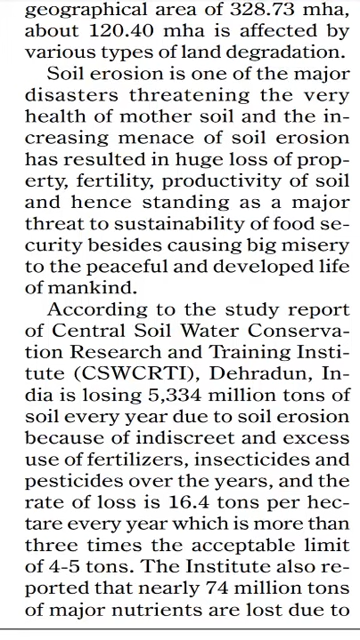 geographical area of 328.73 mha,
about 120.40 mha is affected by
various types of land degradation.
Soil erosion is one of the major
disasters threatening the very
health of mother soil and the in-
creasing menace of soil erosion
has resulted in huge loss of prop-
erty, fertility, productivity of soil
and hence standing as a major
threat to sustainability of food se-
curity besides causing big misery
to the peaceful and developed life
of mankind.
According to the study report
of Central Soil Water Conserva-
tion Research and Training Insti-
tute (CSWCRTI), Dehradun, In-
dia is losing 5,334 million tons of
soil every year due to soil erosion
because of indiscreet and excess
use of fertilizers, insecticides and
pesticides over the years, and the
rate of loss is 16.4 tons per hec-
tare every year which is more than
three times the acceptable limit
of 4-5 tons. The Institute also re-
ported that nearly 74 million tons
of major nutrients are lost due to